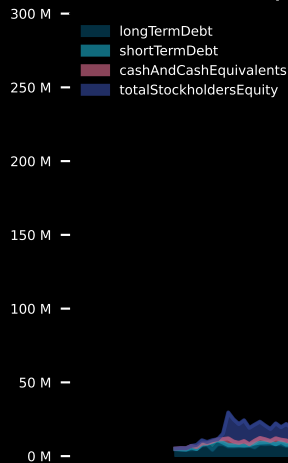 300 M
longTermDebt
shortTermDebt
cashAndCashEquivalents
totalStockholdersEquity
250 M
200 M
150 M
100 M
50 M
0 M